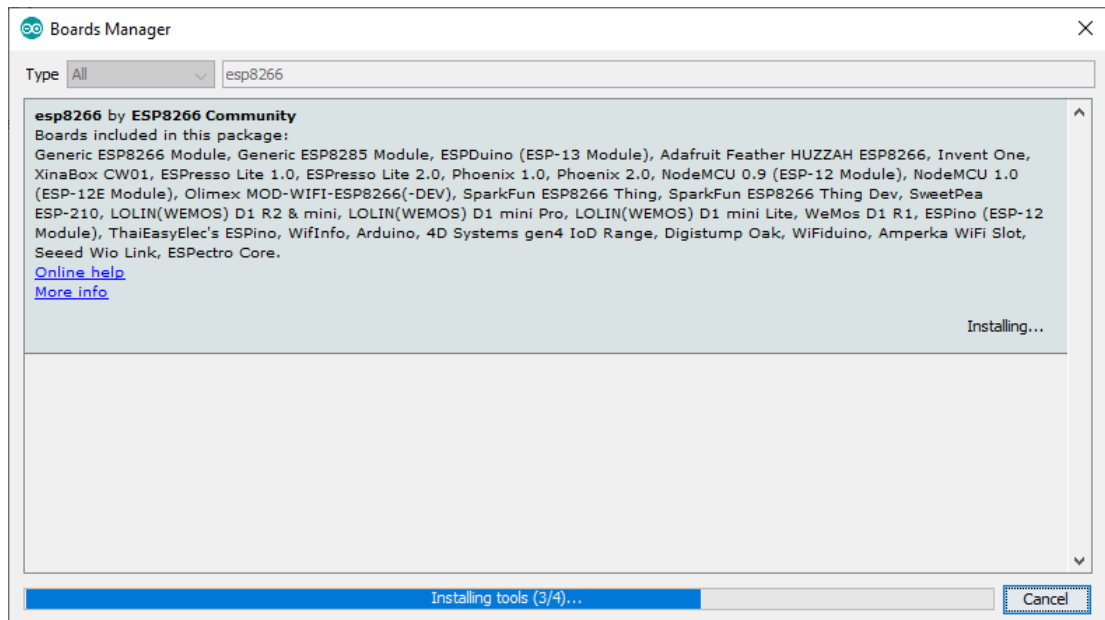 Boards Manager
Type All esp8266
esp8266 by ESP8266 Community
Boards included in this package:
Generic ESP8266 Module, Generic ESP8285 Module, ESPDuino (ESP-13 Module), Adafruit Feather HUZZAH ESP8266, Invent One,
XinaBox CW01, ESPresso Lite 1.0, ESPresso Lite 2.0, Phoenix 1.0, Phoenix 2.0, NodeMCU 0.9 (ESP-12 Module), NodeMCU 1.0
(ESP-12E Module), Olimex MOD-WIFI-ESP8266(-DEV), SparkFun ESP8266 Thing, SparkFun ESP8266 Thing Dev, SweetPea
ESP-210, LOLIN(WEMOS) D1 R2 & mini, LOLIN(WEMOS) D1 mini Pro, LOLIN(WEMOS) D1 mini Lite, WeMos D1 R1, ESPino (ESP-12
Module), ThaiEasyElec's ESPino, WifInfo, Arduino, 4D Systems gen4 IoD Range, Digistump Oak, WiFiduino, Amperka WiFi Slot,
Seeed Wio Link, ESPectro Core.
Online help
More info
Installing...
Installing tools (3/4)...
Cancel